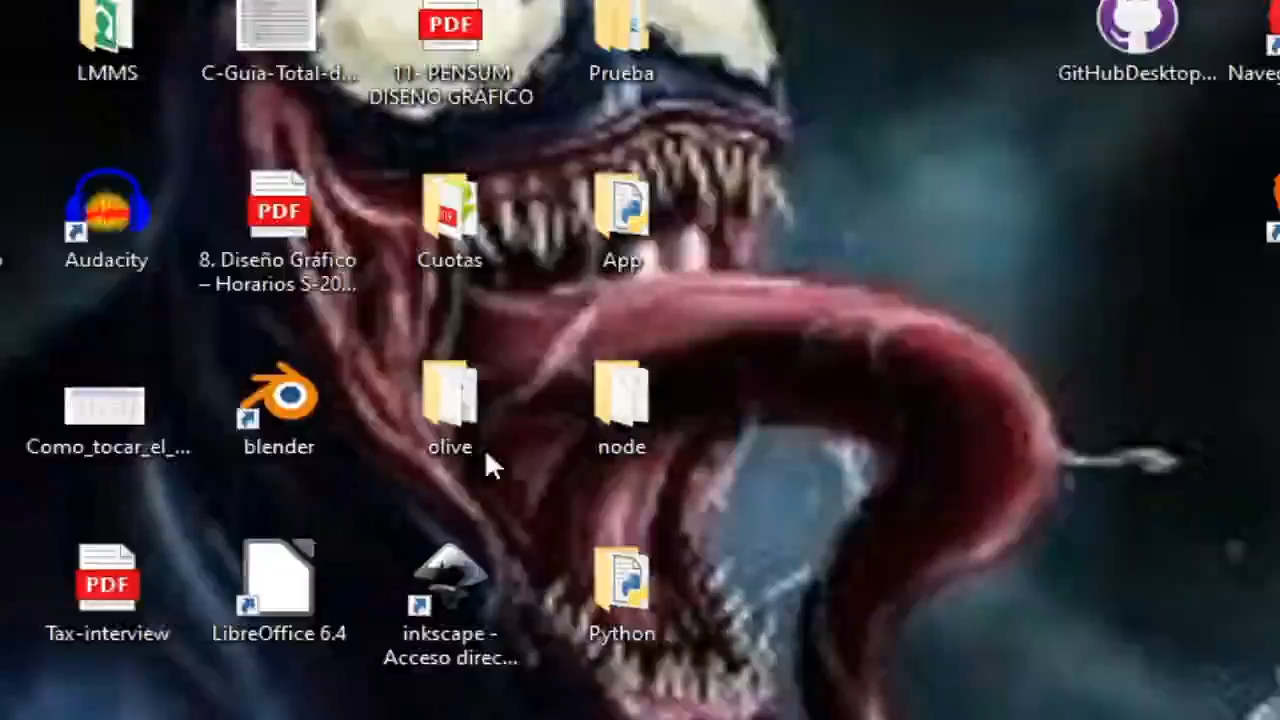 LMMS
C-Guia-Total-d...
PDF
11- PENSUM
DISEÑO GRÁFICO
Prueba
GitHubDesktop...
Naveg
Audacity
PDF
8. Diseño Gráfico
– Horarios S-20...
Cuotas
App
Como_tocar_el_...
blender
olive
node
PDF
Tax-interview
LibreOffice 6.4
inkscape -
Acceso direc...
Python